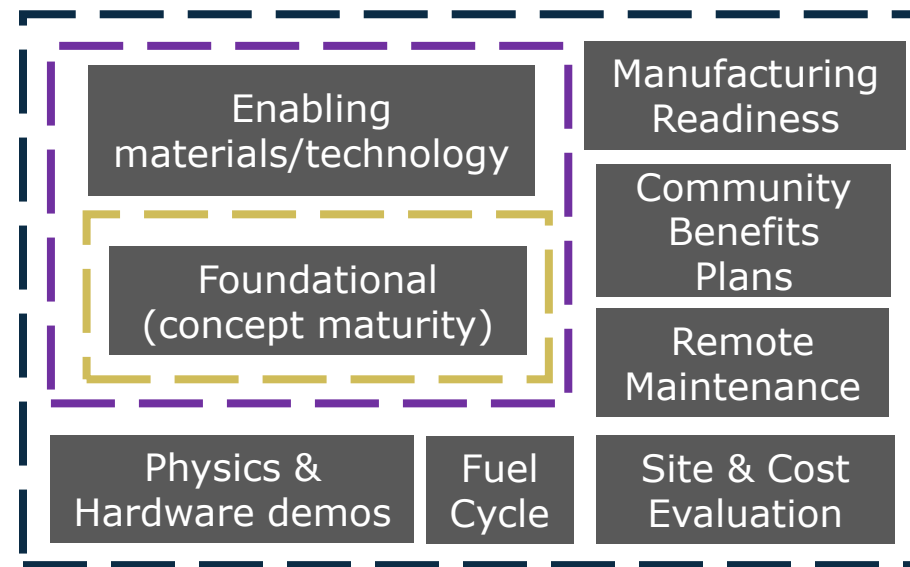 Enabling
materials/technology
Foundational
(concept maturity)
Manufacturing
Readiness
Community
Benefits
Plans
Remote
Maintenance
Physics &
Hardware demos
Fuel
Cycle
Site & Cost
Evaluation